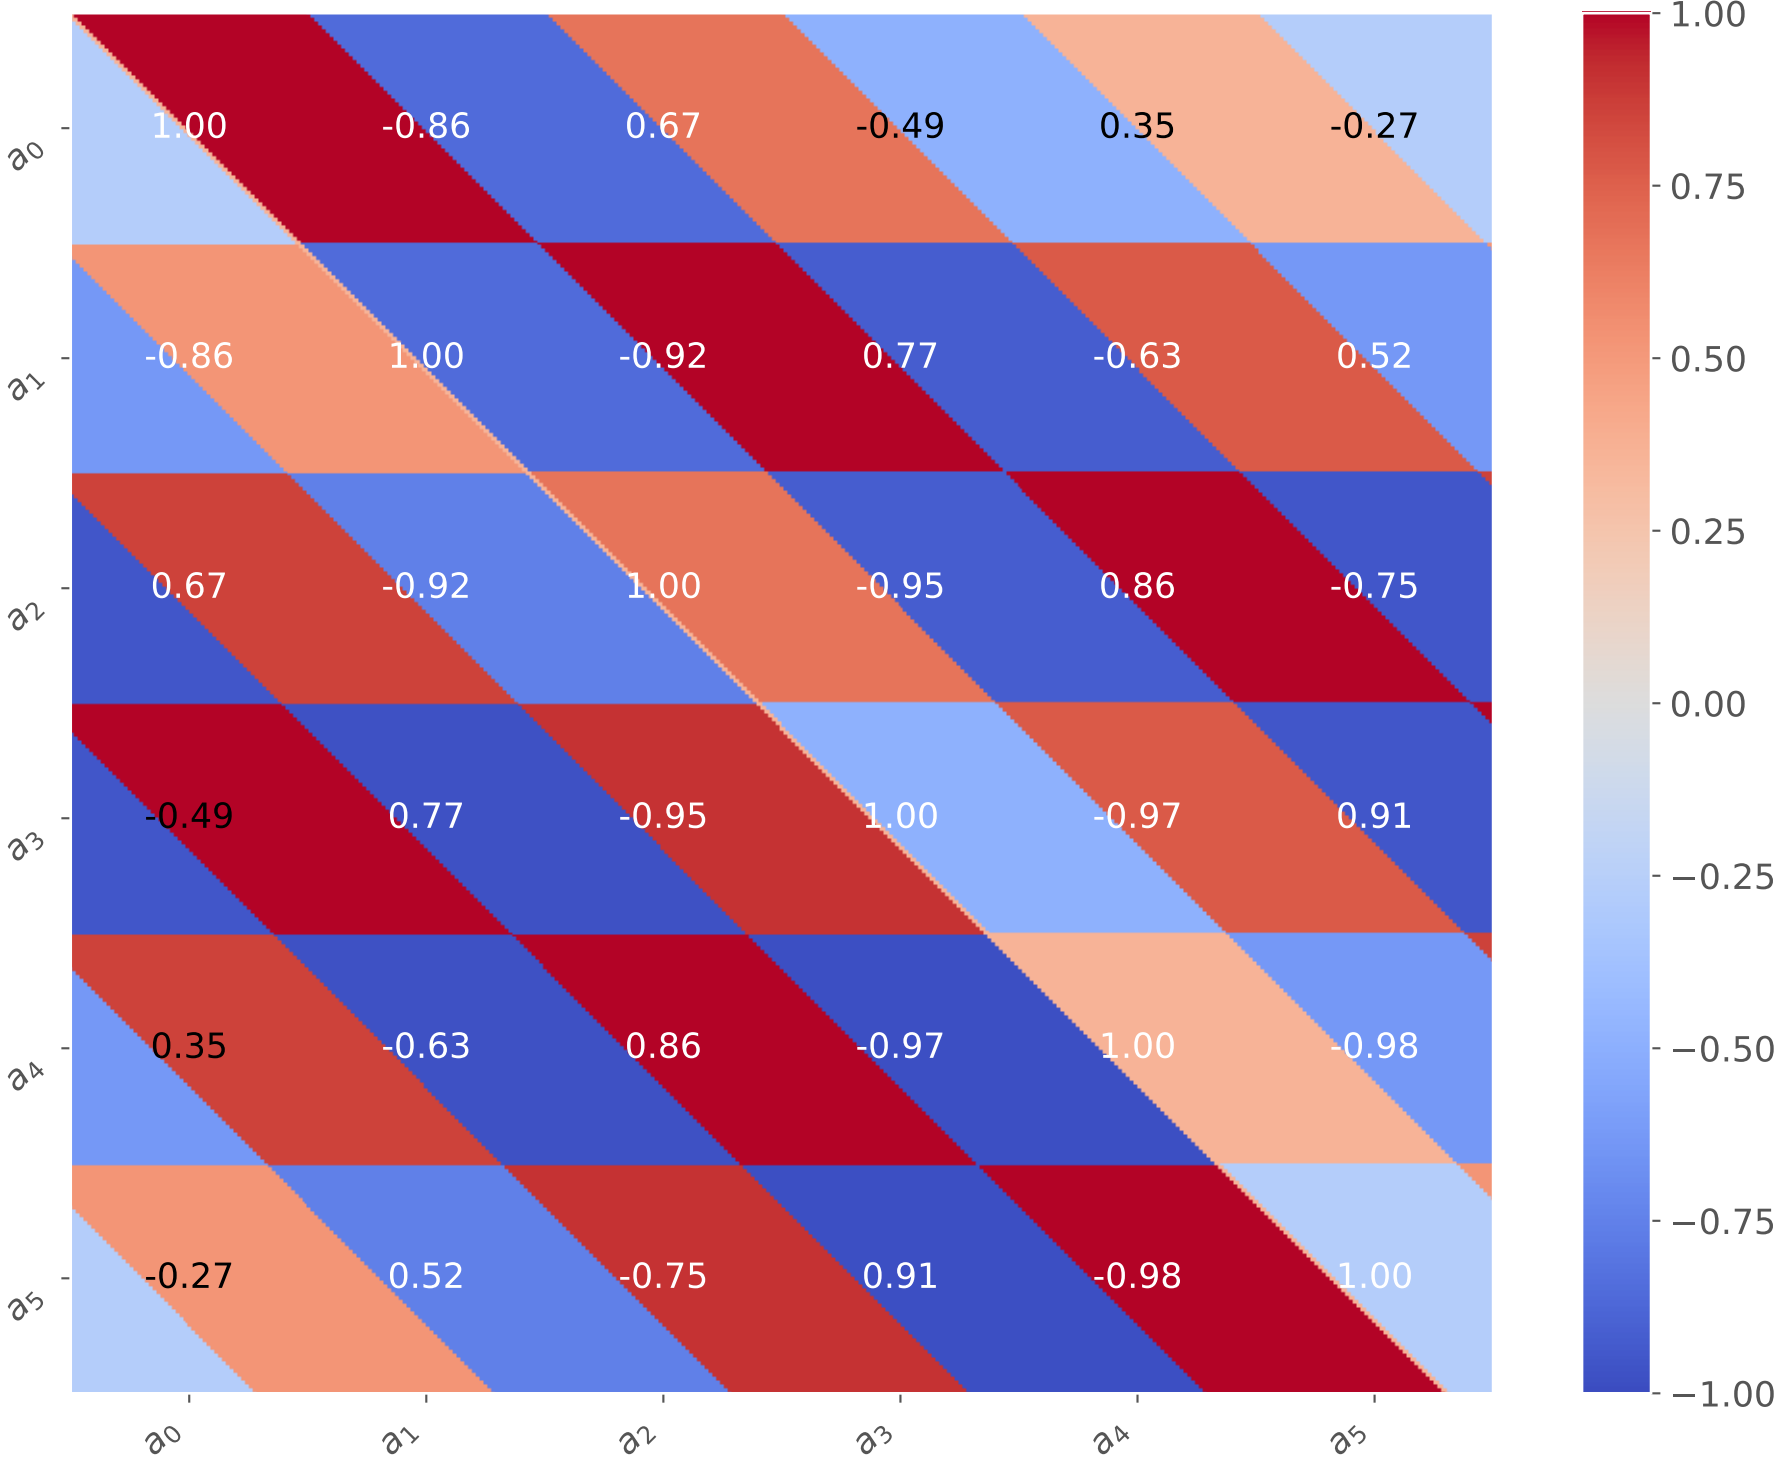 1.00
a₀ 1.00 -0.86 0.67 -0.49 0.35 -0.27
0.75
a₁ -0.86 1.00 -0.92 0.77 -0.63 0.52
0.50
0.25
a₂ 0.67 -0.92 1.00 -0.95 0.86 -0.75
0.00
a₃ -0.49 0.77 -0.95 1.00 -0.97 0.91
−0.25
a₄ 0.35 -0.63 0.86 -0.97 1.00 -0.98
−0.50
−0.75
a₅ -0.27 0.52 -0.75 0.91 -0.98 1.00
−1.00
a₀ a₁ a₂ a₃ a₄ a₅